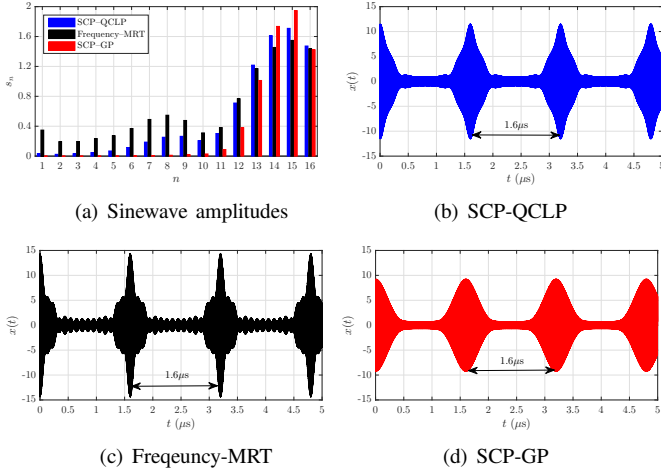 SCP-QCLP
Frequency–MRT
SCP–GP
2
1.6
1.2
0.8
0.4
0
s_n
1 2 3 4 5 6 7 8 9 10 11 12 13 14 15 16
n
(a) Sinewave amplitudes
15
10
5
0
-5
-10
-15
x(t)
1.6μs
0 0.5 1 1.5 2 2.5 3 3.5 4 4.5 5
t (μs)
(b) SCP-QCLP
15
10
5
0
-5
-10
-15
x(t)
1.6μs
0 0.5 1 1.5 2 2.5 3 3.5 4 4.5 5
t (μs)
(c) Freqeuncy-MRT
15
10
5
0
-5
-10
-15
x(t)
1.6μs
0 0.5 1 1.5 2 2.5 3 3.5 4 4.5 5
t (μs)
(d) SCP-GP